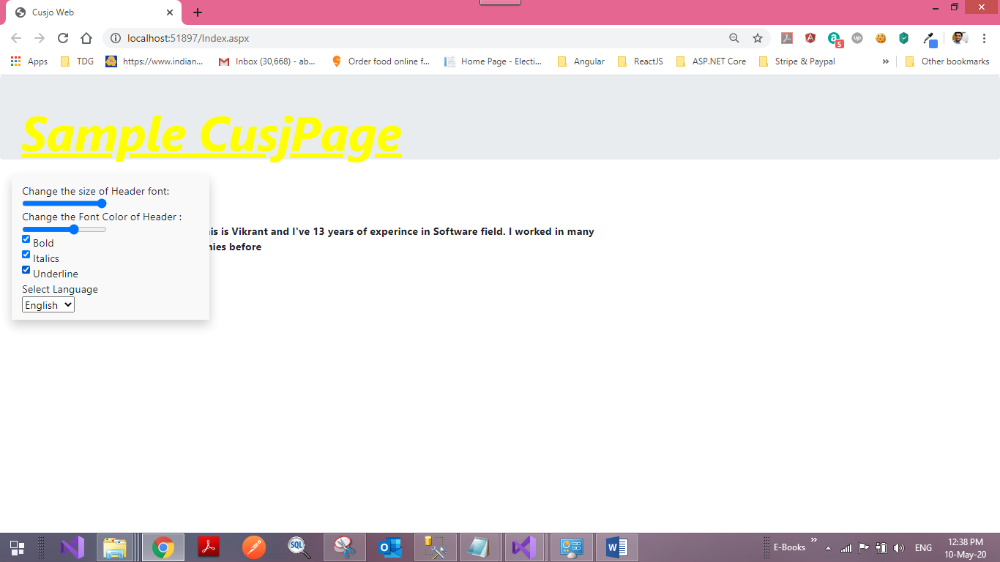 Cusjo Web
localhost:51897/Index.aspx
5
Apps TDG https://www.indian... Inbox (30,668) - ab... Order food online f... Home Page - Electi... Angular ReactJS ASP.NET Core Stripe & Paypal » Other bookmarks
Sample CusjPage
Change the size of Header font:
Change the Font Color of Header :
is is Vikrant and I've 13 years of experince in Software field. I worked in many
Bold
before
Italics
Underline
Select Language
English
E-Books » ENG 12:38 PM
10-May-20